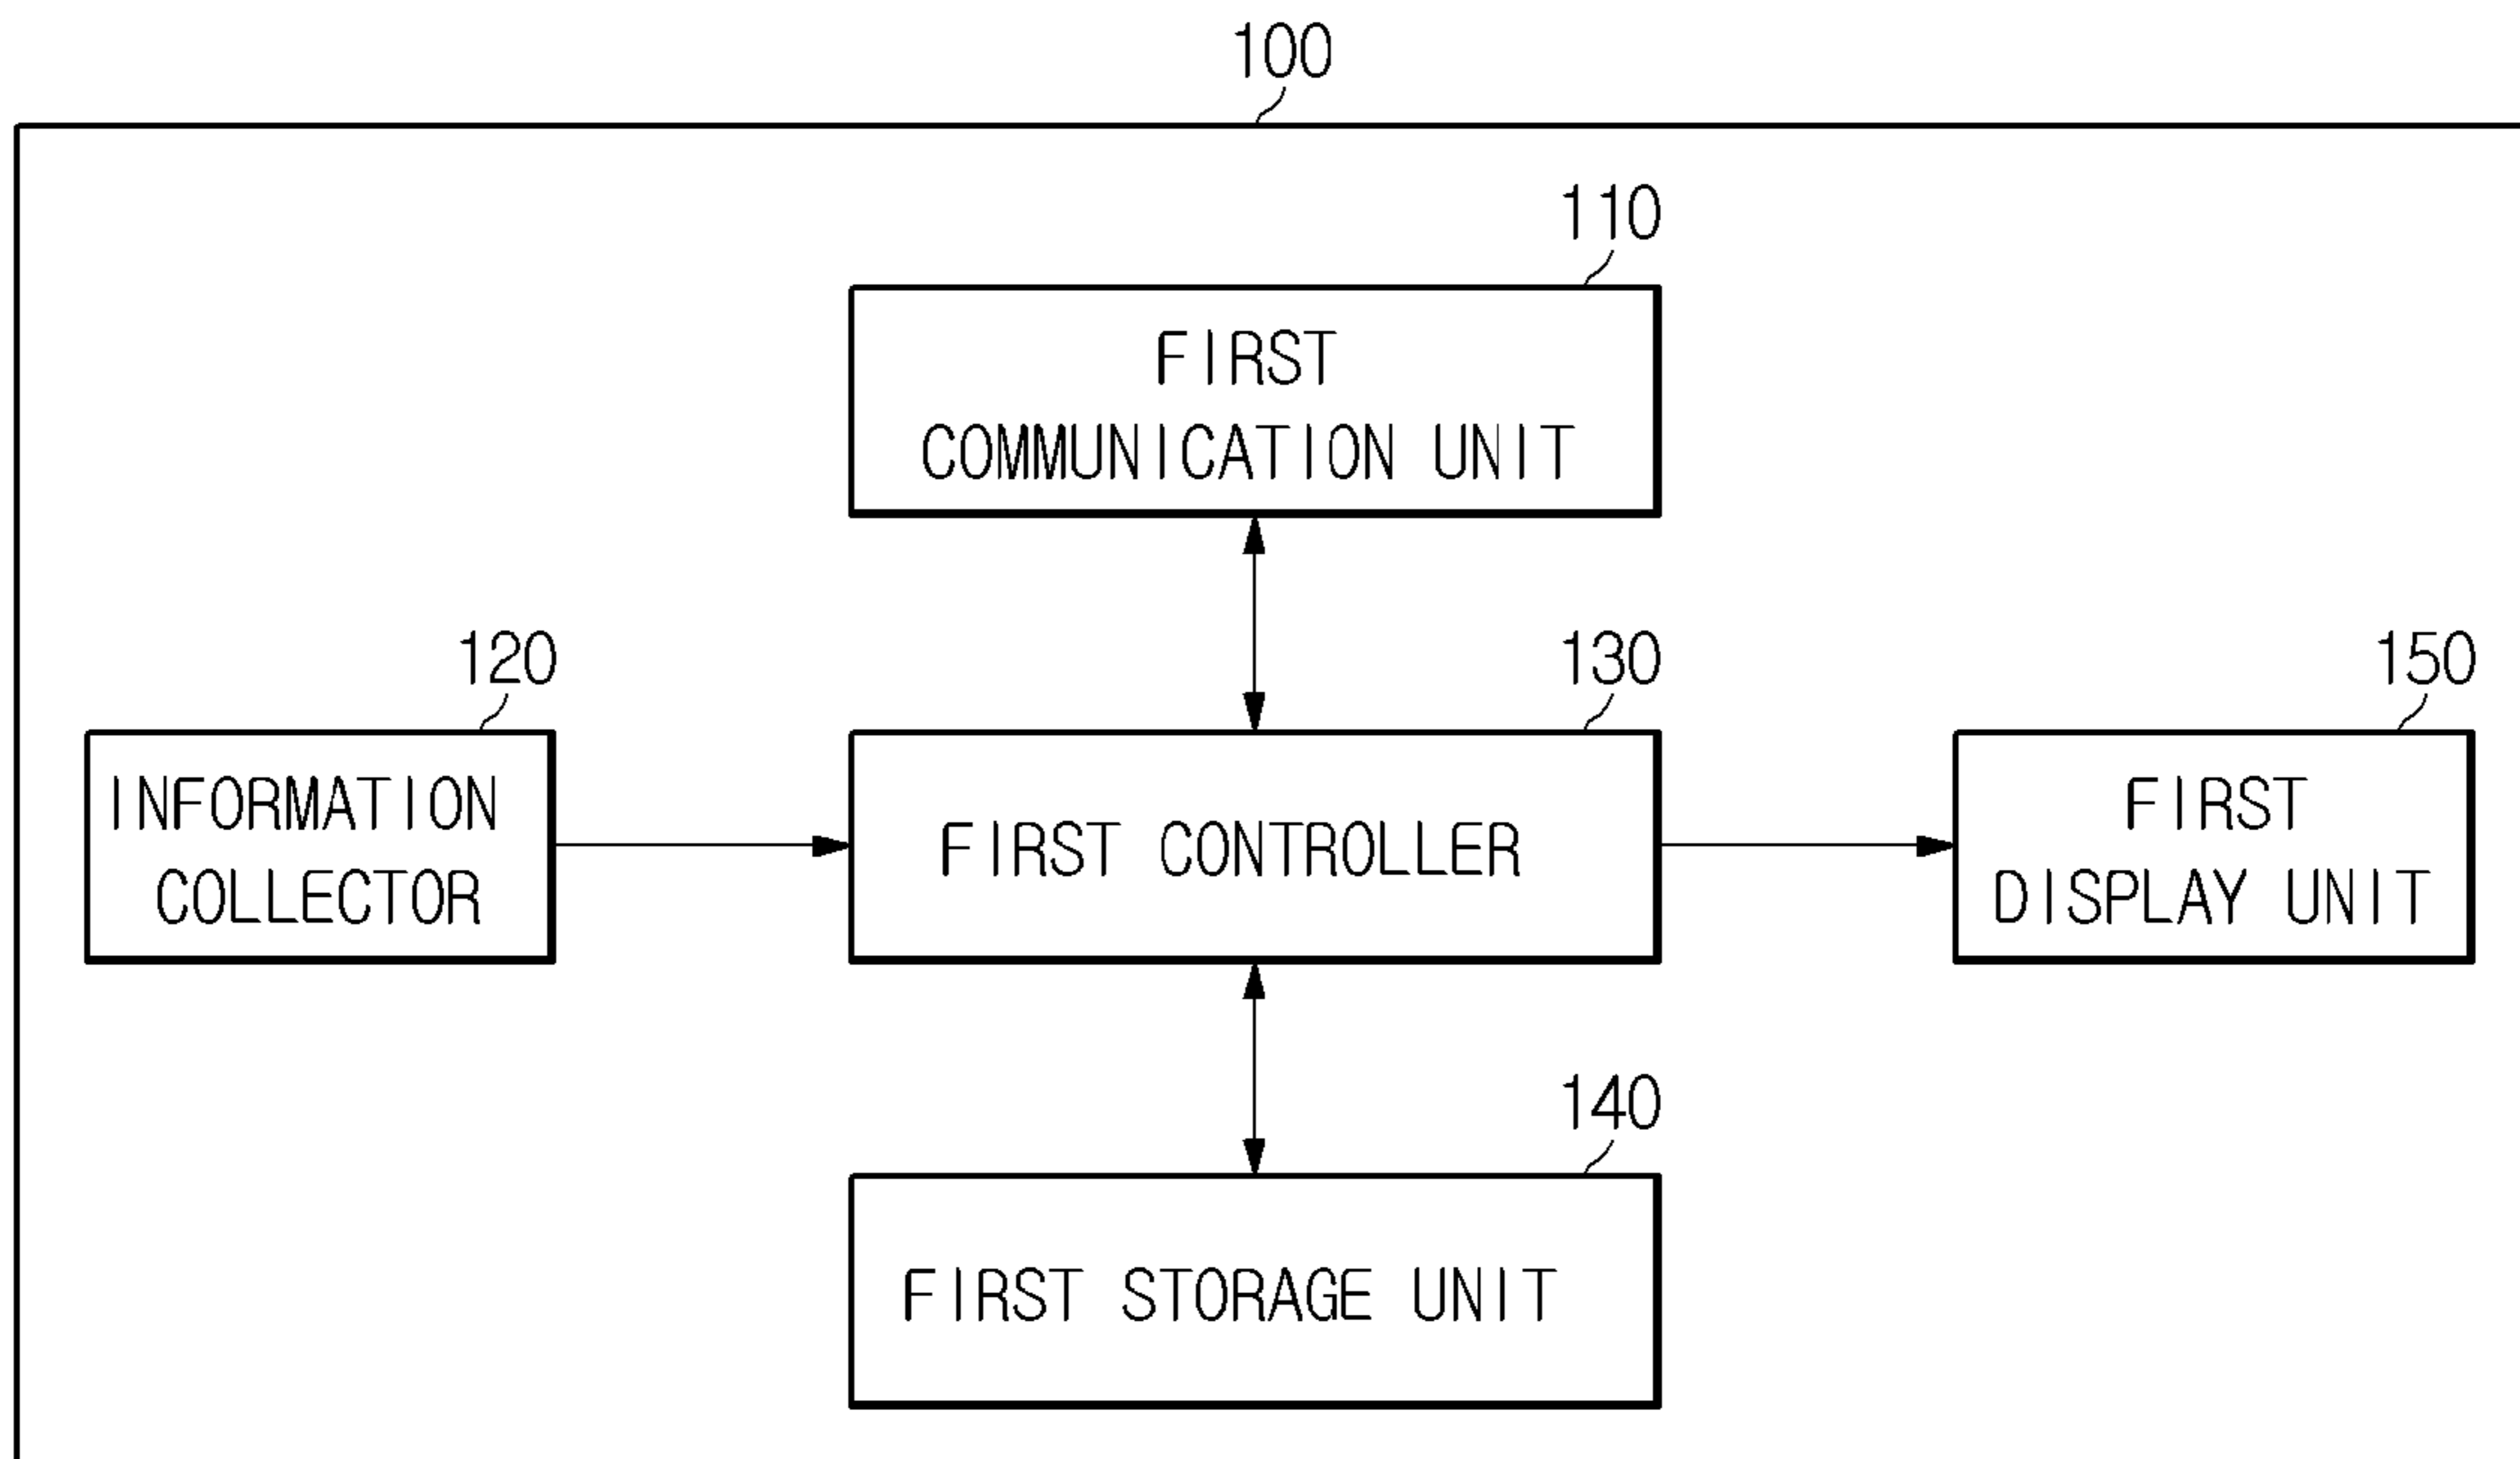 100
110
FIRST
COMMUNICATION UNIT
120
130
150
INFORMATION
COLLECTOR
FIRST CONTROLLER
FIRST
DISPLAY UNIT
140
FIRST STORAGE UNIT